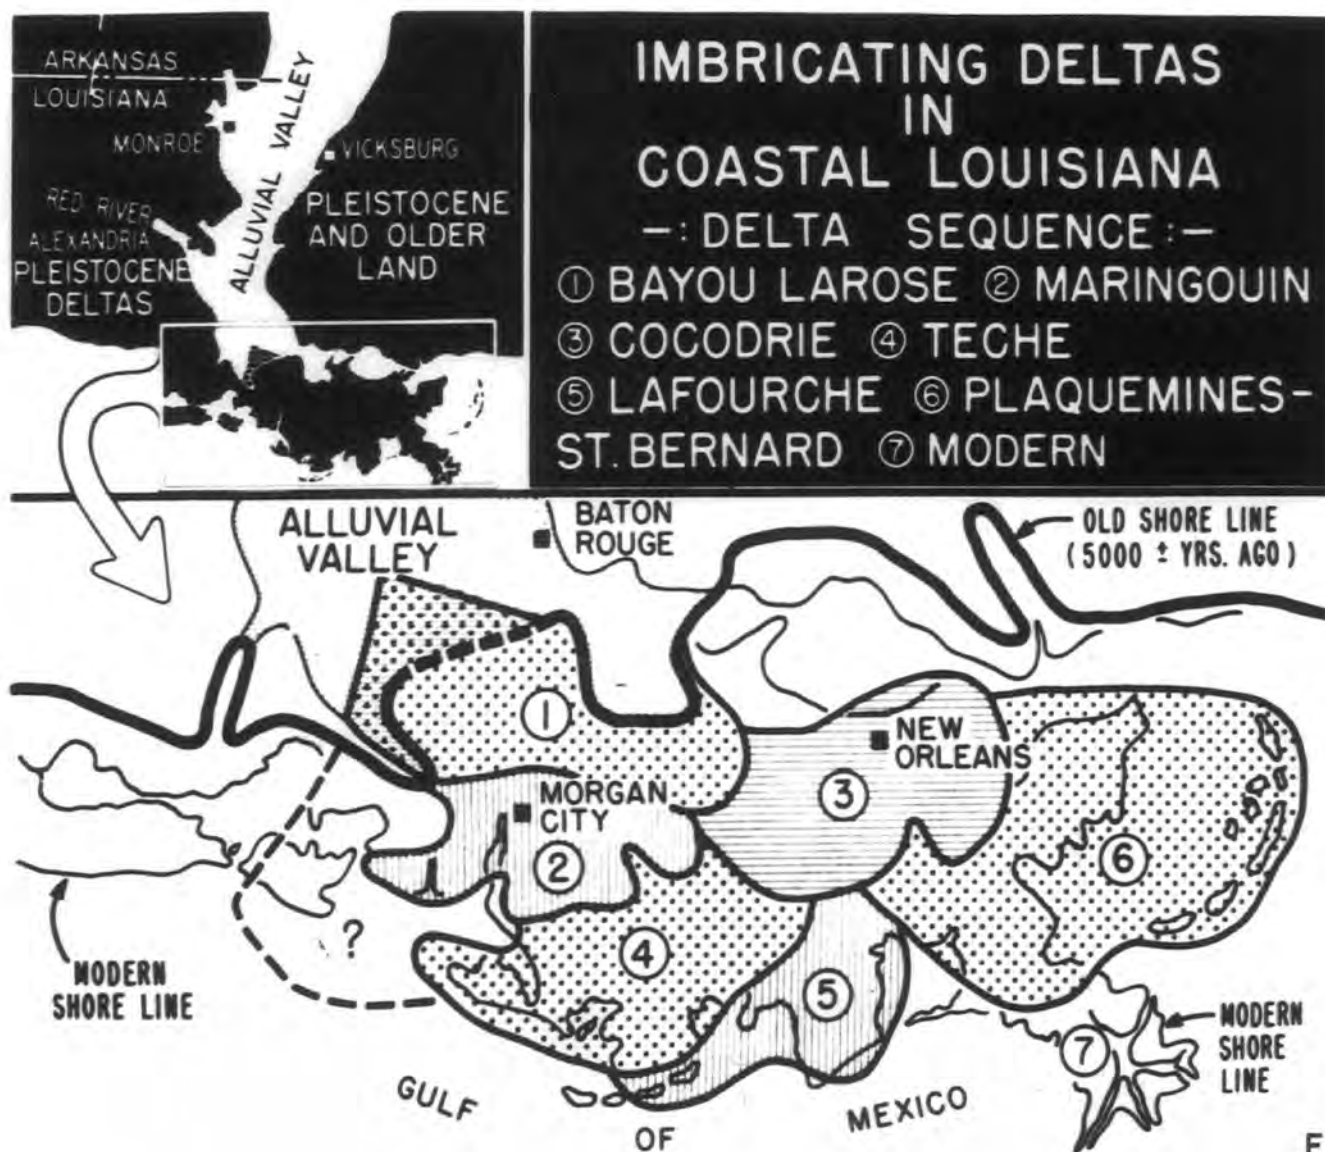 ARKANSAS
LOUISIANA
MONROE
VICKSBURG
ALLUVIAL VALLEY
ALLUVIAL VALLEY
RED RIVER
ALEXANDRIA
PLEISTOCENE
DELTAS
PLEISTOCENE
AND OLDER
LAND
IMBRICATING DELTAS
IN
COASTAL LOUISIANA
-: DELTA SEQUENCE :-
① BAYOU LAROSE ② MARINGOUIN
③ COCODRIE ④ TECHE
⑤ LAFOURCHE ⑥ PLAQUEMINES-
ST. BERNARD ⑦ MODERN
ALLUVIAL
VALLEY
BATON
ROUGE
OLD SHORE LINE
(5000 ± YRS. AGO)
1
NEW
ORLEANS
MORGAN
CITY
3
2
6
?
4
5
MODERN
SHORE LINE
7
MODERN
SHORE
LINE
GULF
OF
MEXICO